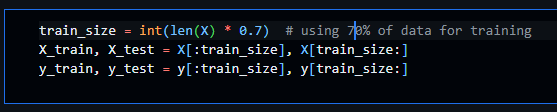 train_size = int(len(X) * 0.7)  # using 70% of data for training
X_train, X_test = X[:train_size], X[train_size:]
y_train, y_test = y[:train_size], y[train_size:]